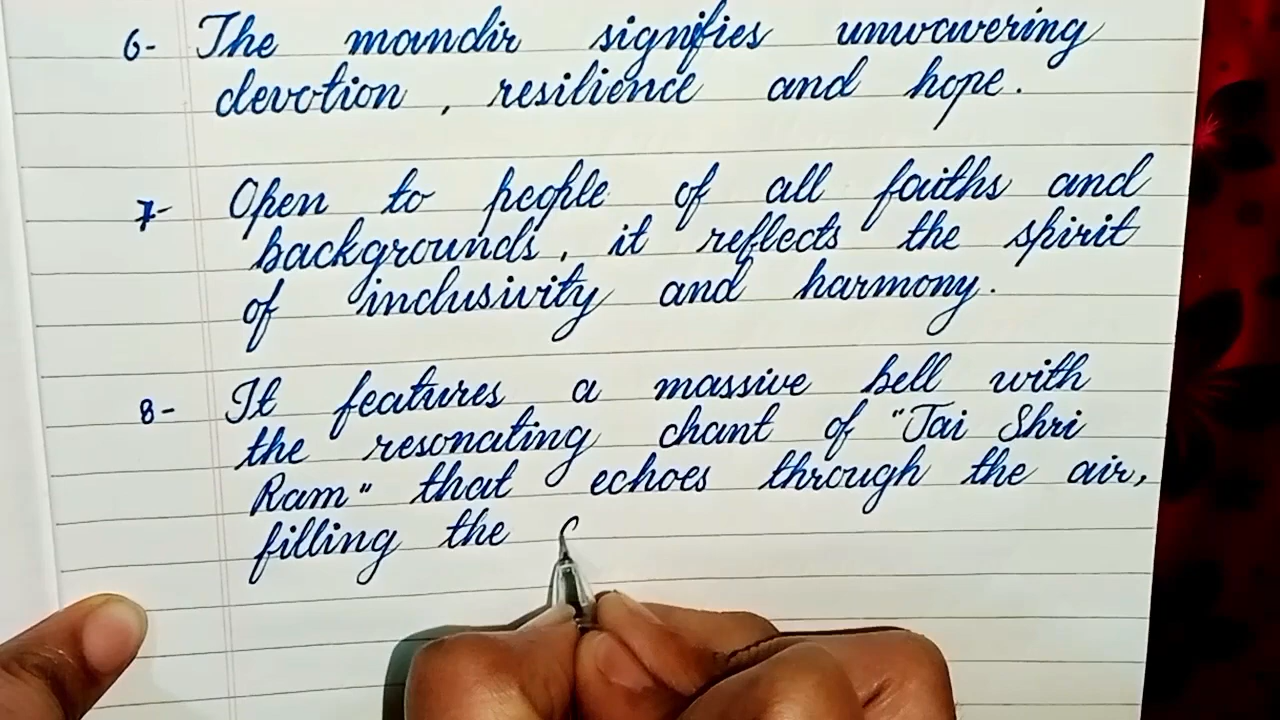 6- The mandir signifies unwavering
devotion, resilience and hope.
7- Open to people of all faiths and
backgrounds, it reflects the spirit
of inclusivity and harmony.
8- It features a massive bell with
the resonating chant of "Jai Shri
Ram" that echoes through the air,
filling the